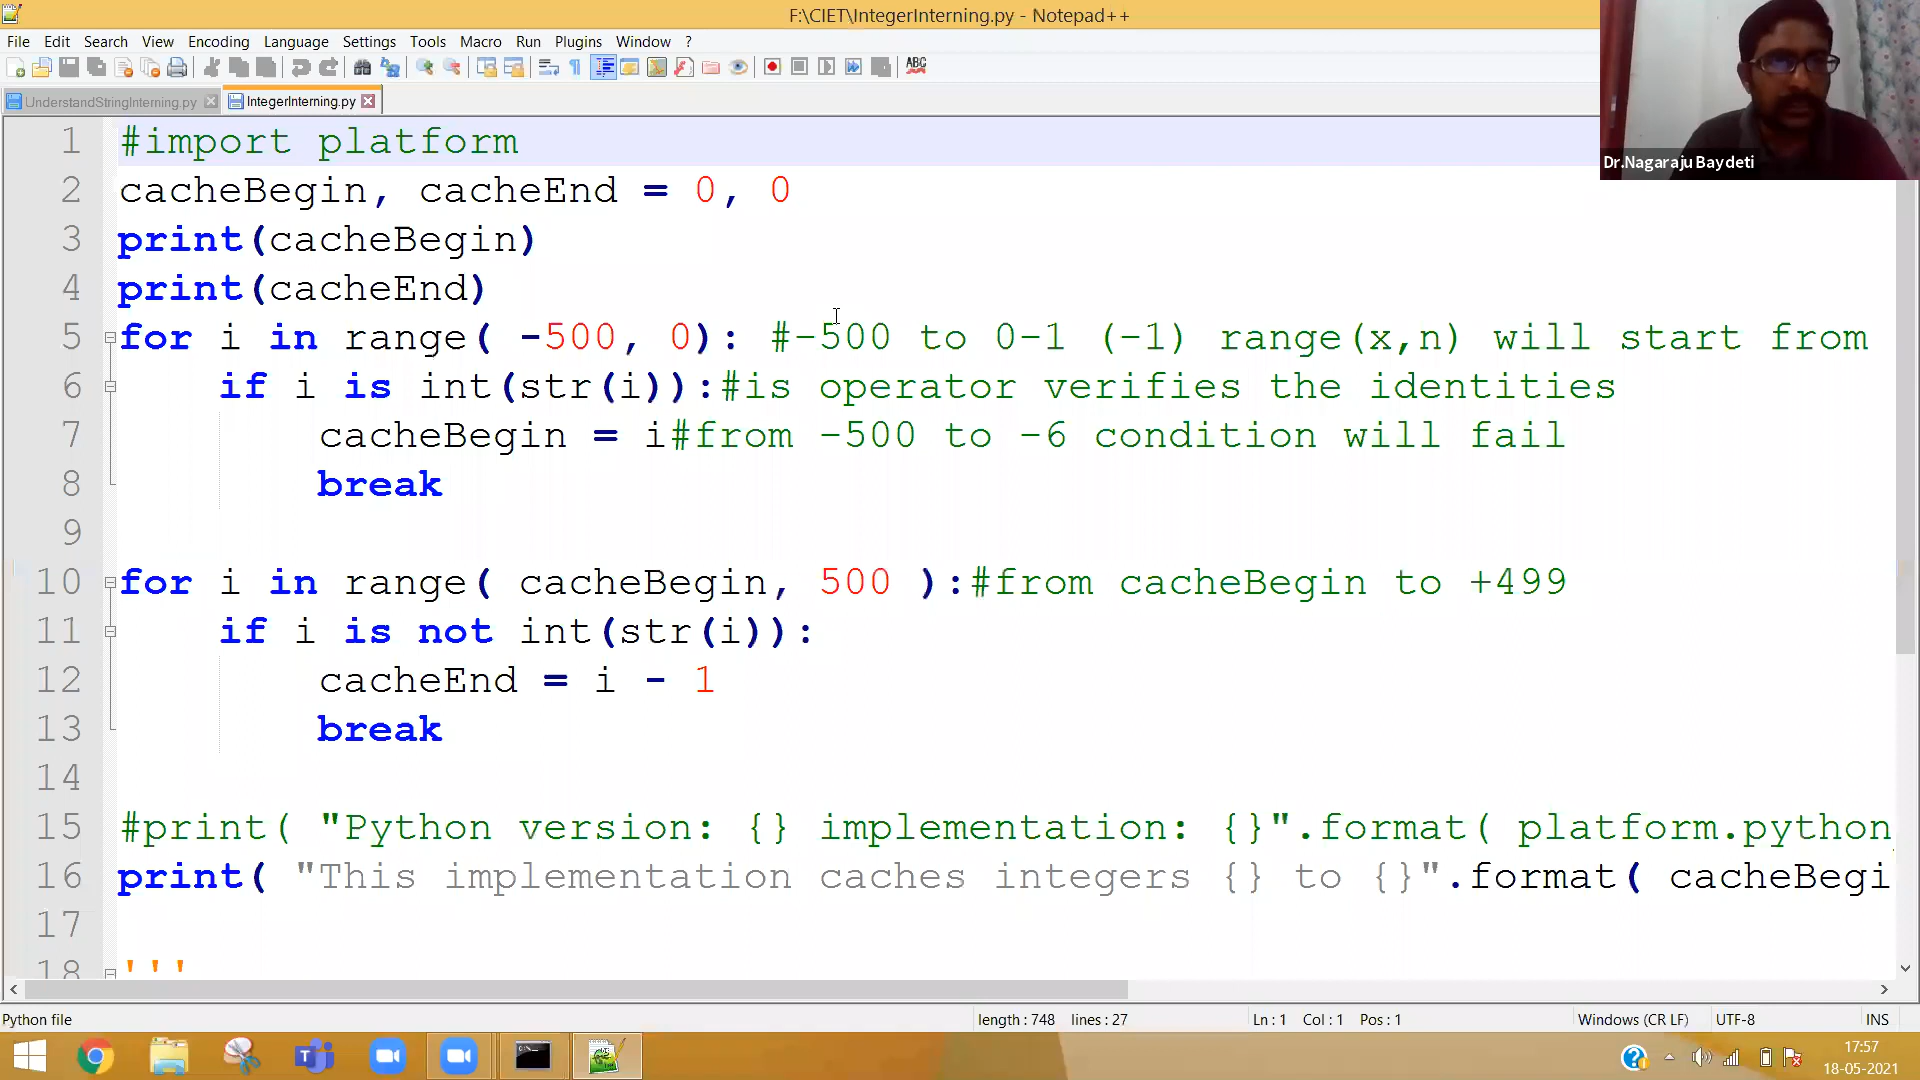 F:\CIET\IntegerInterning.py - Notepad++
File Edit Search View Encoding Language Settings Tools Macro Run Plugins Window ?
ABC
UnderstandStringInterning.py IntegerInterning.py
Dr.Nagaraju Baydeti
1 #import platform
2 cacheBegin, cacheEnd = 0, 0
3 print(cacheBegin)
4 print(cacheEnd)
5 for i in range( -500, 0): #-500 to 0-1 (-1) range(x,n) will start from
6 if i is int(str(i)):#is operator verifies the identities
7 cacheBegin = i#from -500 to -6 condition will fail
8 break
9
10 for i in range( cacheBegin, 500 ):#from cacheBegin to +499
11 if i is not int(str(i)):
12 cacheEnd = i - 1
13 break
14
15 #print( "Python version: {} implementation: {}".format( platform.python
16 print( "This implementation caches integers {} to {}".format( cacheBegi
17
18 '''
Python file length : 748 lines : 27 Ln : 1 Col : 1 Pos : 1 Windows (CR LF) UTF-8 INS
17:57
18-05-2021